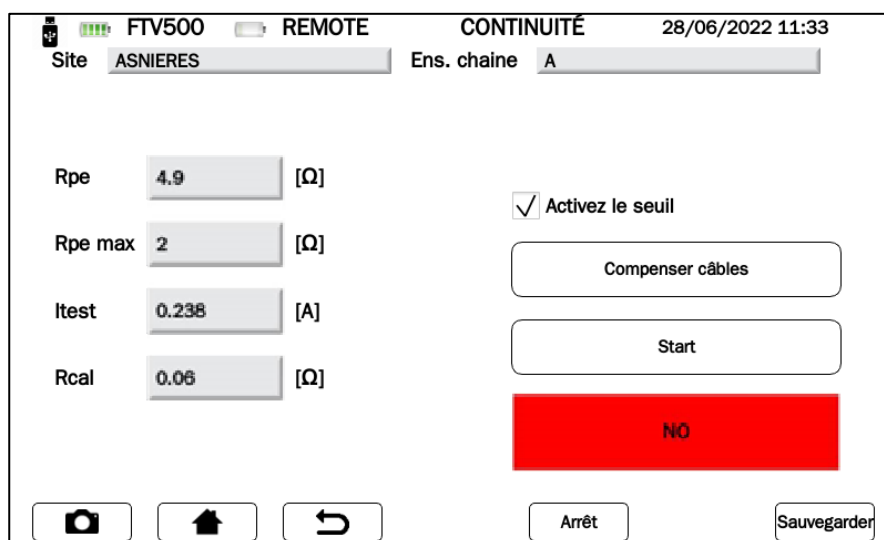 FTV500 REMOTE CONTINUITÉ 28/06/2022 11:33
Site ASNIERES Ens. chaine A
Rpe 4.9 [Ω]
Activez le seuil
Rpe max 2 [Ω]
Compenser câbles
Itest 0.238 [A]
Start
Rcal 0.06 [Ω]
NO
Arrêt Sauvegarder